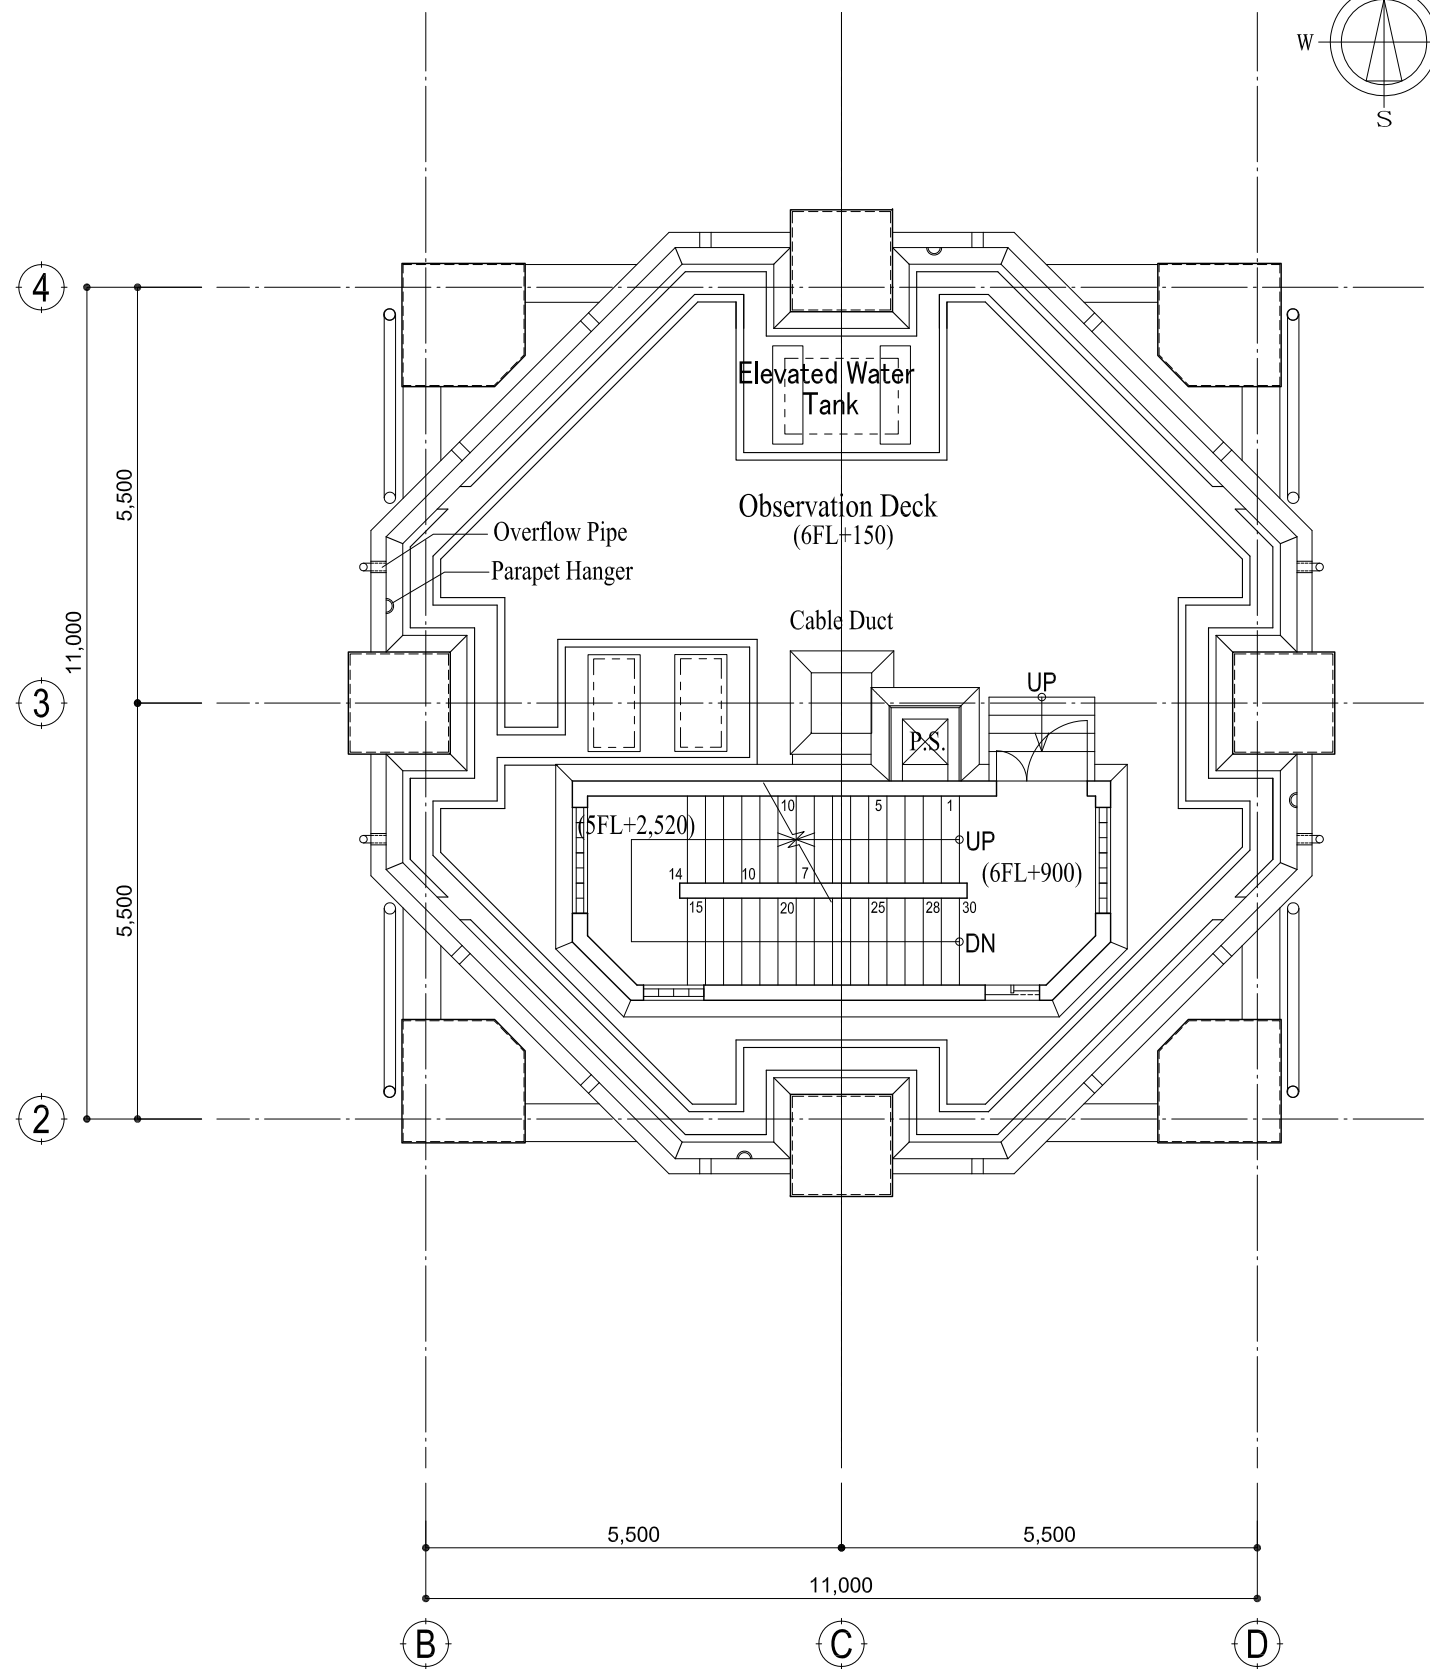 W
S
4
Elevated Water
Tank
5,500
Observation Deck
(6FL+150)
Overflow Pipe
Parapet Hanger
11,000
Cable Duct
UP
3
P.S.
10
5
1
(5FL+2,520)
UP
14
10
7
(6FL+900)
15
20
25
28
30
5,500
DN
2
5,500
5,500
11,000
B
C
D